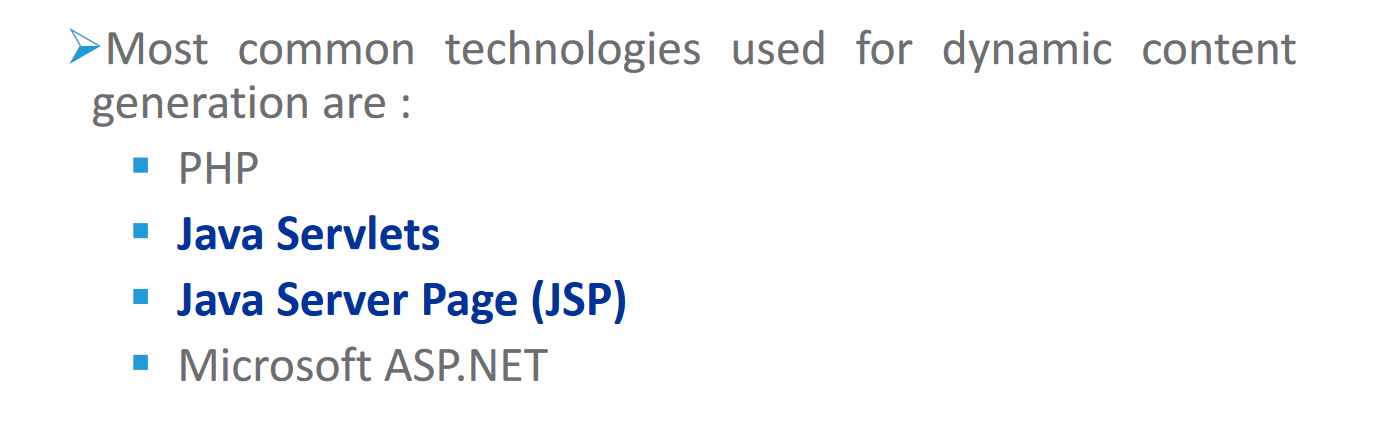 ➢Most common technologies used for dynamic content
generation are :
▪ PHP
▪ Java Servlets
▪ Java Server Page (JSP)
▪ Microsoft ASP.NET